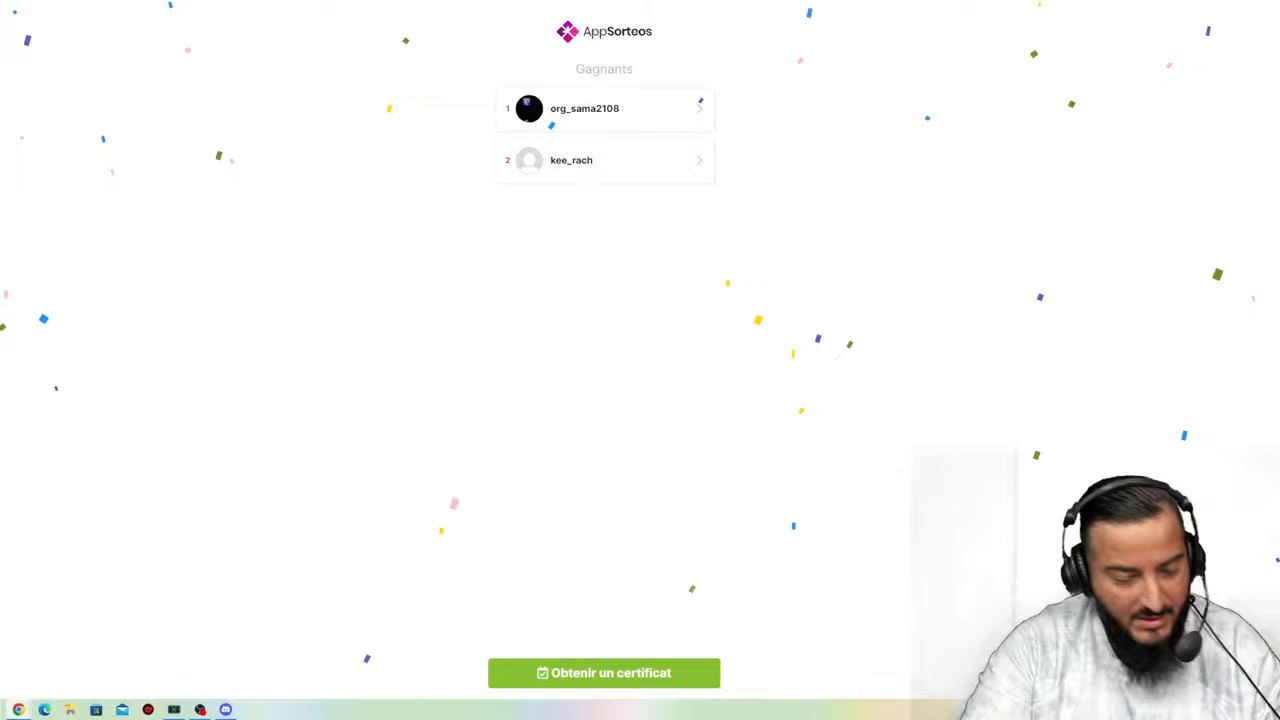 AppSorteos
Gagnants
1 org_sama2108
2 kee_rach
Obtenir un certificat